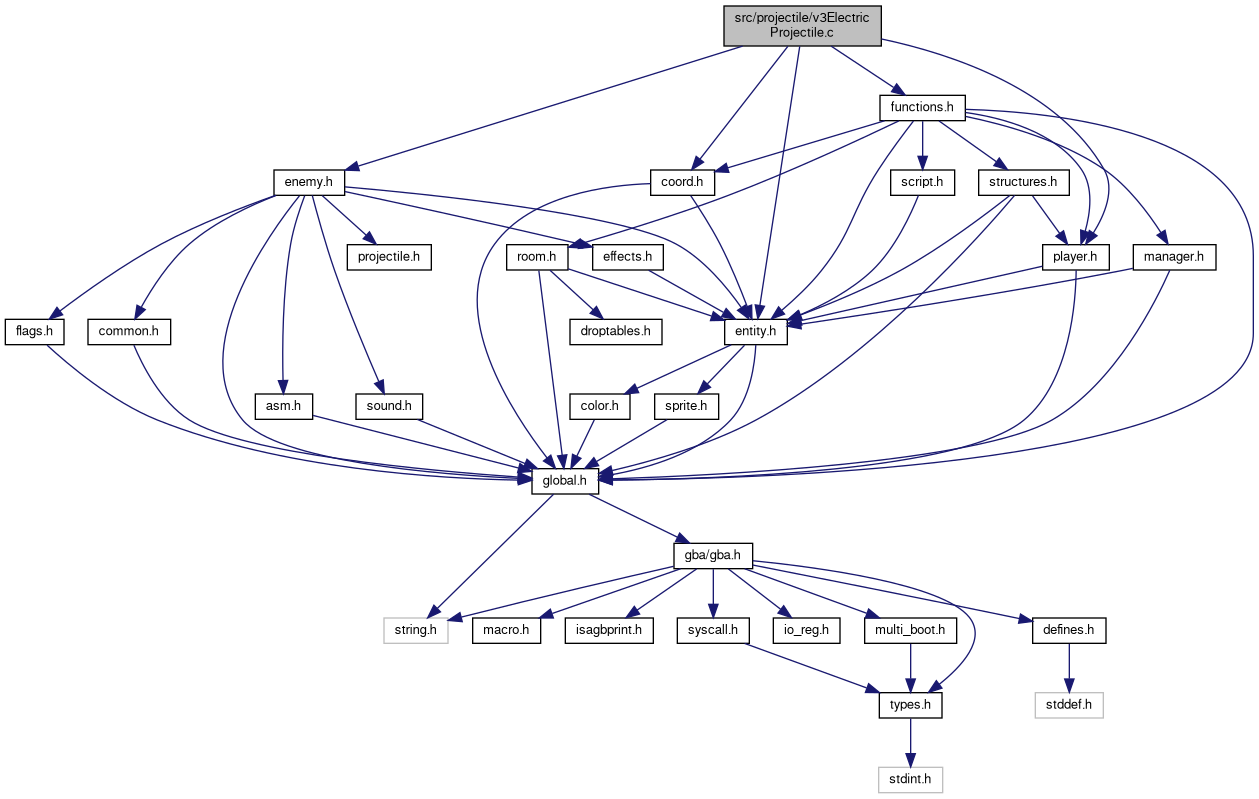 src/projectile/v3Electric
Projectile.c
functions.h
enemy.h
coord.h
script.h
structures.h
projectile.h
room.h
effects.h
player.h
manager.h
flags.h
common.h
droptables.h
entity.h
asm.h
sound.h
color.h
sprite.h
global.h
gba/gba.h
string.h
macro.h
isagbprint.h
syscall.h
io_reg.h
multi_boot.h
defines.h
types.h
stddef.h
stdint.h